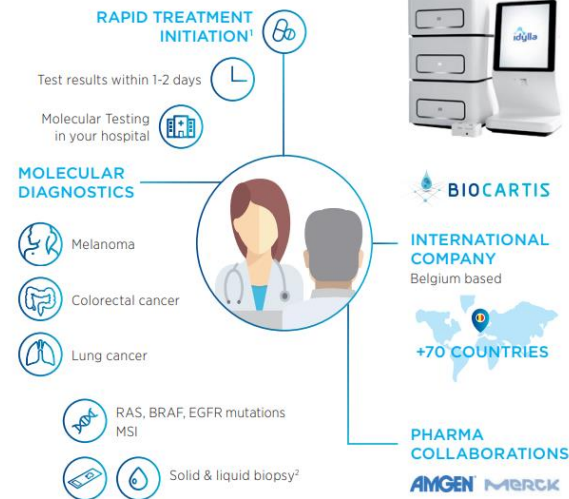 RAPID TREATMENT
INITIATION¹
Test results within 1-2 days
Molecular Testing
in your hospital
MOLECULAR
DIAGNOSTICS
Melanoma
Colorectal cancer
Lung cancer
RAS, BRAF, EGFR mutations
MSI
Solid & liquid biopsy²
idylla
BIOCARTIS
INTERNATIONAL
COMPANY
Belgium based
+70 COUNTRIES
PHARMA
COLLABORATIONS
AMGEN MERCK